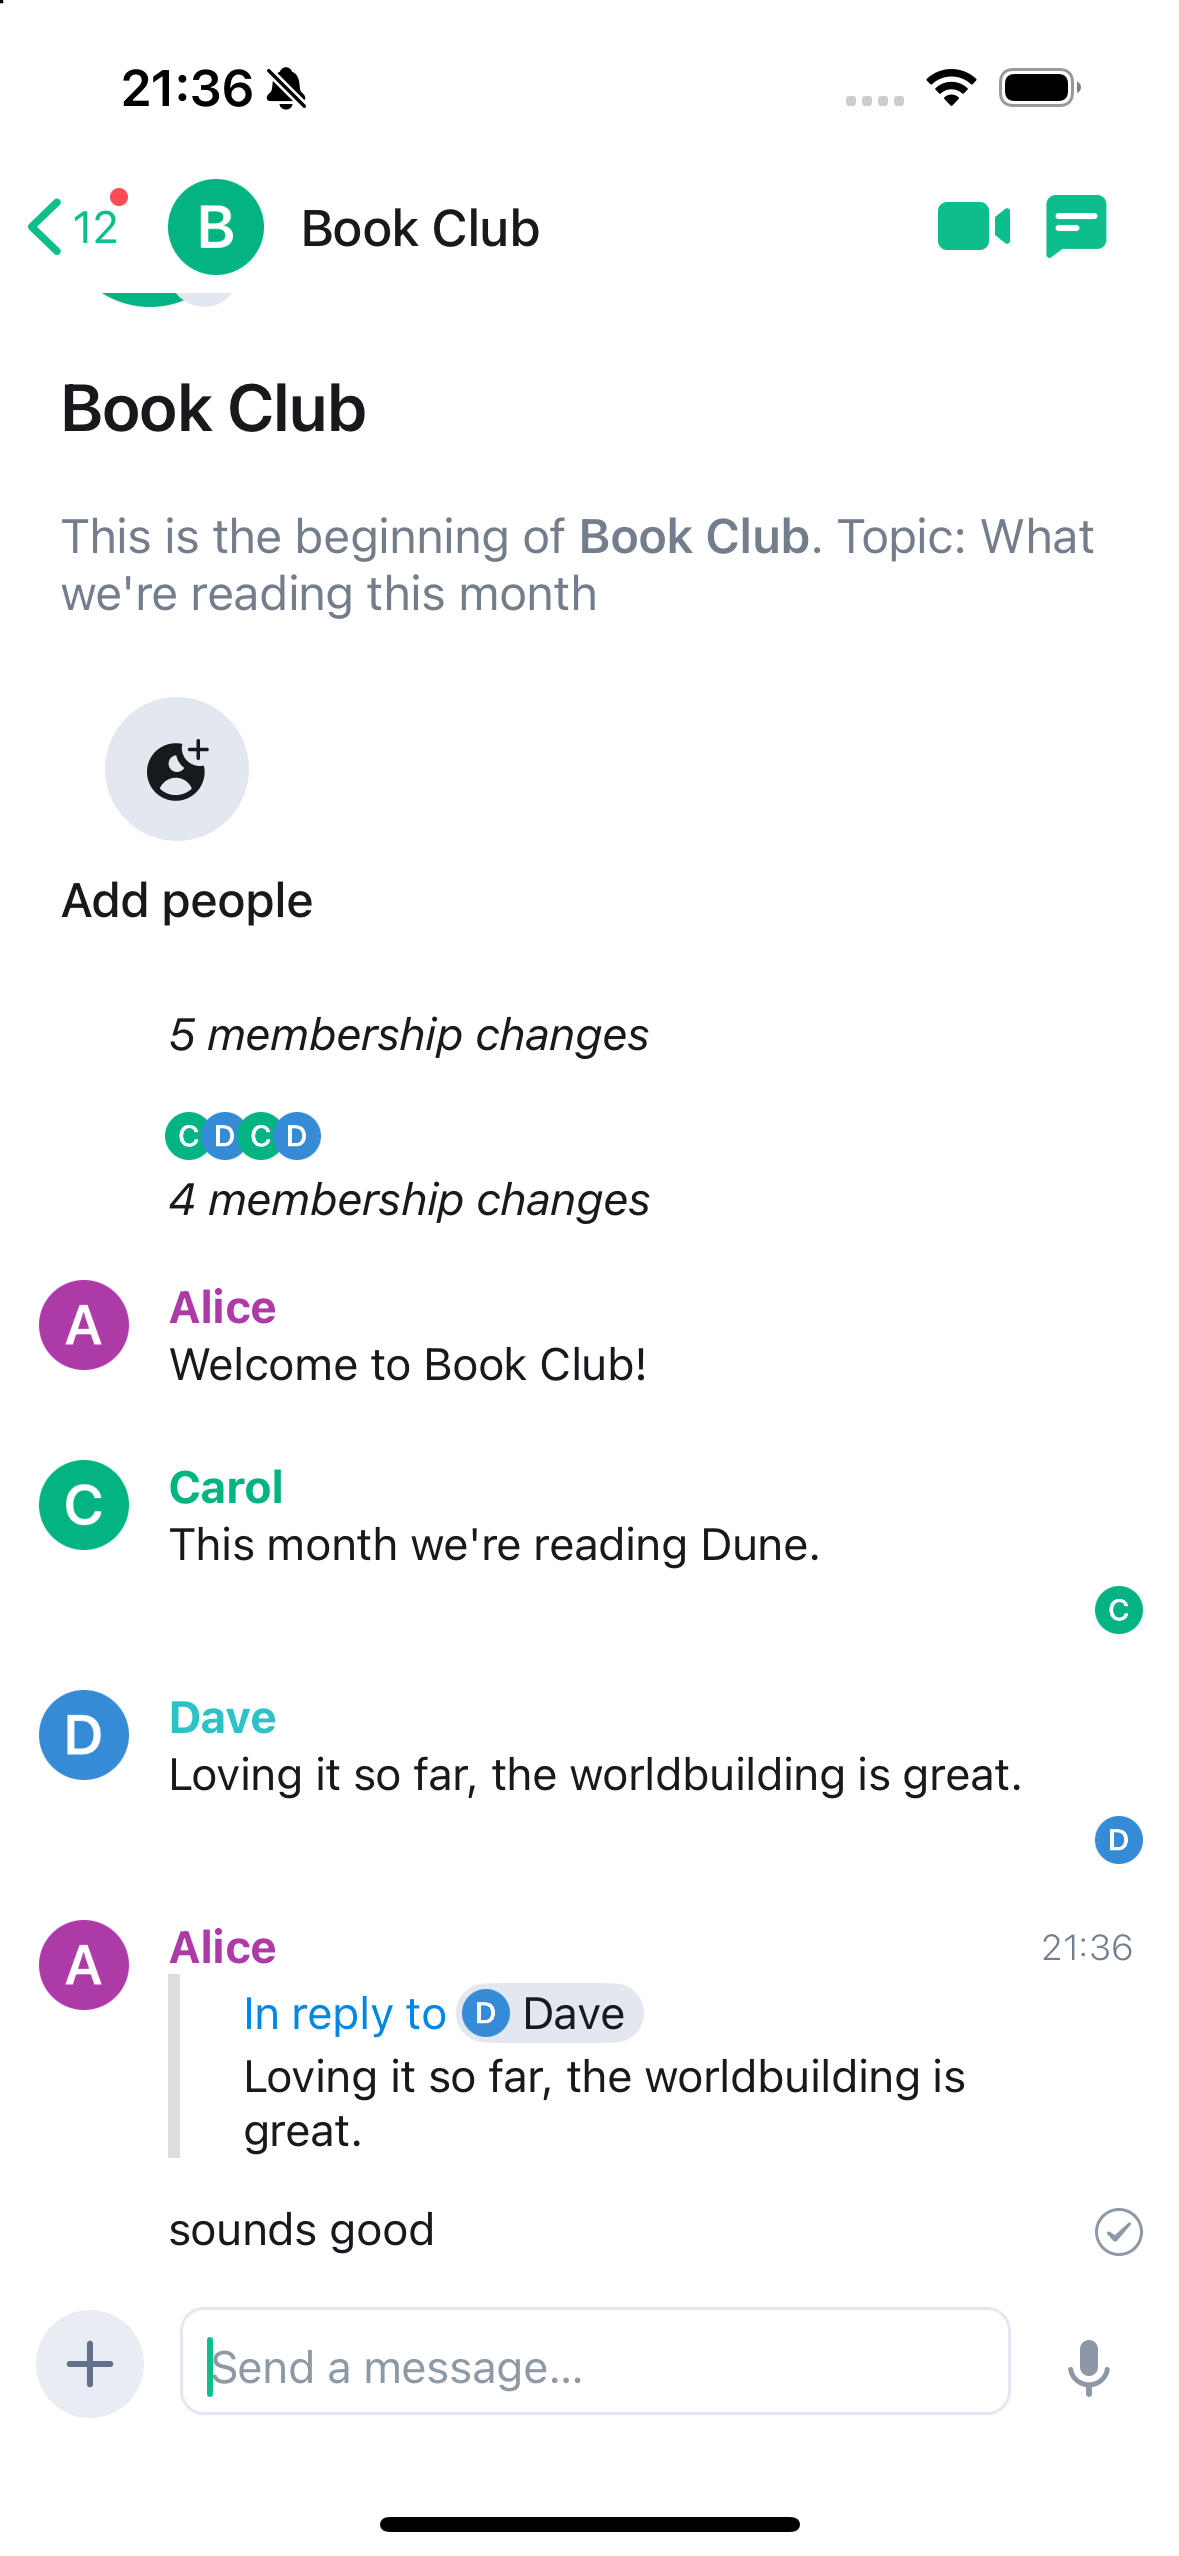 21:36
12
B
Book Club
Book Club
This is the beginning of Book Club. Topic: What
we're reading this month
Add people
5 membership changes
C D C D
4 membership changes
A
Alice
Welcome to Book Club!
C
Carol
This month we're reading Dune.
C
D
Dave
Loving it so far, the worldbuilding is great.
D
A
Alice
21:36
In reply to D Dave
Loving it so far, the worldbuilding is
great.
sounds good
Send a message...